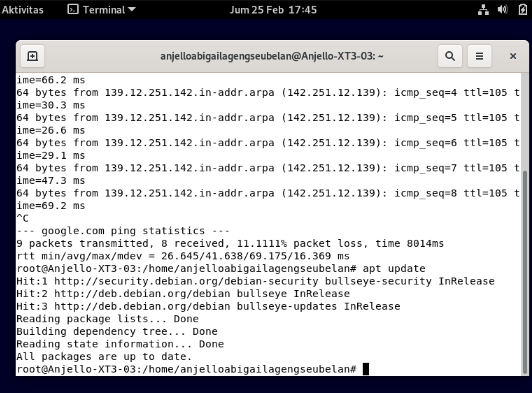 Aktivitas
Terminal
Jum 25 Feb 17:45
anjelloabigailagengseubelan@Anjello-XT3-03: ~
ime=66.2 ms
64 bytes from 139.12.251.142.in-addr.arpa (142.251.12.139): icmp_seq=4 ttl=105 t
ime=30.3 ms
64 bytes from 139.12.251.142.in-addr.arpa (142.251.12.139): icmp_seq=5 ttl=105 t
ime=26.6 ms
64 bytes from 139.12.251.142.in-addr.arpa (142.251.12.139): icmp_seq=6 ttl=105 t
ime=29.1 ms
64 bytes from 139.12.251.142.in-addr.arpa (142.251.12.139): icmp_seq=7 ttl=105 t
ime=47.3 ms
64 bytes from 139.12.251.142.in-addr.arpa (142.251.12.139): icmp_seq=8 ttl=105 t
ime=69.2 ms
^C
--- google.com ping statistics ---
9 packets transmitted, 8 received, 11.1111% packet loss, time 8014ms
rtt min/avg/max/mdev = 26.645/41.638/69.175/16.369 ms
root@Anjello-XT3-03:/home/anjelloabigailagengseubelan# apt update
Hit:1 http://security.debian.org/debian-security bullseye-security InRelease
Hit:2 http://deb.debian.org/debian bullseye InRelease
Hit:3 http://deb.debian.org/debian bullseye-updates InRelease
Reading package lists... Done
Building dependency tree... Done
Reading state information... Done
All packages are up to date.
root@Anjello-XT3-03:/home/anjelloabigailagengseubelan#